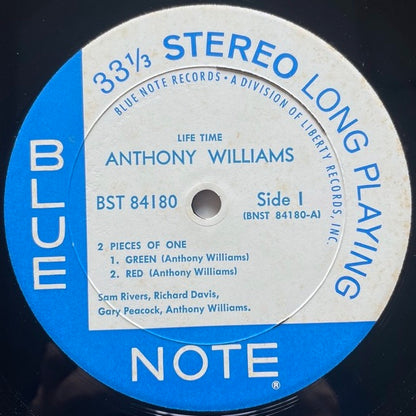 33⅓ STEREO LONG PLAYING
BLUE NOTE RECORDS • A DIVISION OF LIBERTY RECORDS, INC.
LIFE TIME
ANTHONY WILLIAMS
BST 84180
Side 1
(BNST 84180-A)
2 PIECES OF ONE
1. GREEN (Anthony Williams)
2. RED (Anthony Williams)
Sam Rivers, Richard Davis,
Gary Peacock, Anthony Williams.
BLUE
NOTE ®